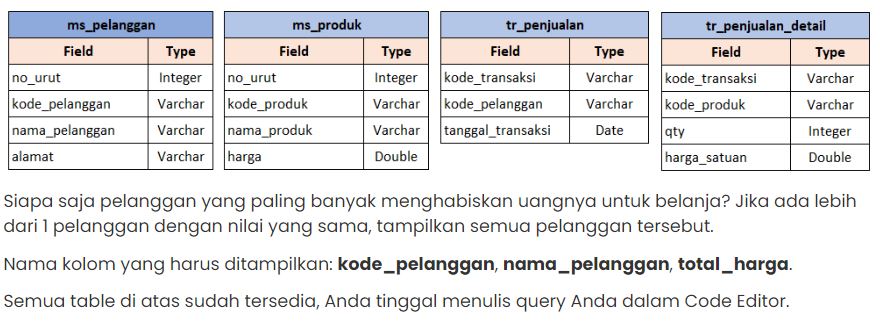 ms_pelanggan
Field Type
no_urut Integer
kode_pelanggan Varchar
nama_pelanggan Varchar
alamat Varchar
ms_produk
Field Type
no_urut Integer
kode_produk Varchar
nama_produk Varchar
harga Double
tr_penjualan
Field Type
kode_transaksi Varchar
kode_pelanggan Varchar
tanggal_transaksi Date
tr_penjualan_detail
Field Type
kode_transaksi Varchar
kode_produk Varchar
qty Integer
harga_satuan Double
Siapa saja pelanggan yang paling banyak menghabiskan uangnya untuk belanja? Jika ada lebih
dari 1 pelanggan dengan nilai yang sama, tampilkan semua pelanggan tersebut.
Nama kolom yang harus ditampilkan: kode_pelanggan, nama_pelanggan, total_harga.
Semua table di atas sudah tersedia, Anda tinggal menulis query Anda dalam Code Editor.